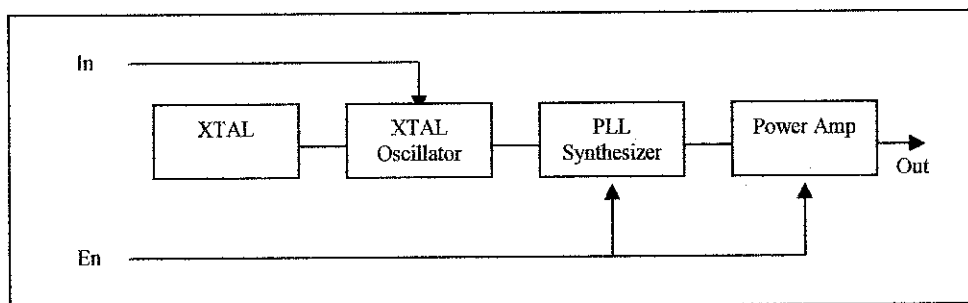 In
XTAL
XTAL
Oscillator
PLL
Synthesizer
Power Amp
Out
En